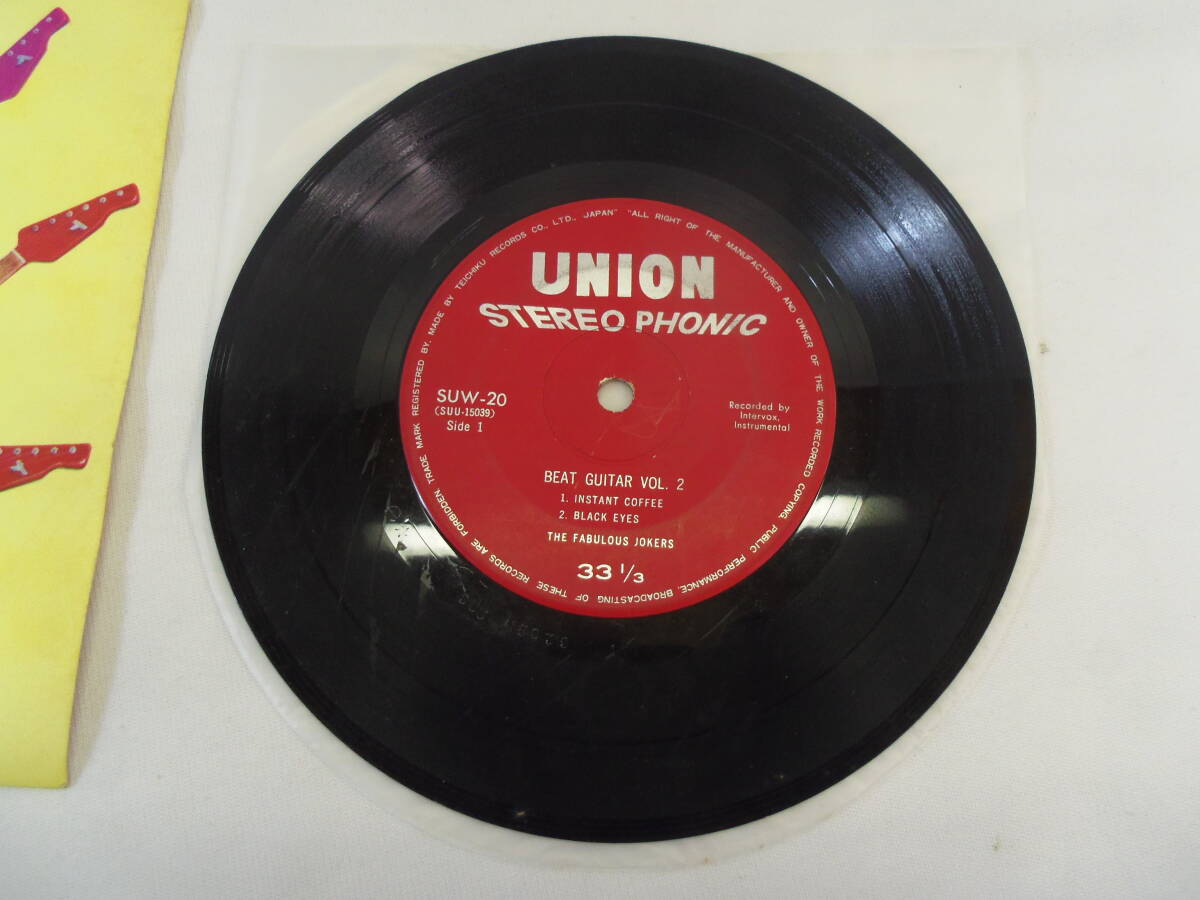 UNION
STEREO PHONIC
SUW-20
(SUU-15039)
Side 1
Recorded by
Intervox,
Instrumental
BEAT GUITAR VOL. 2
1. INSTANT COFFEE
2. BLACK EYES
THE FABULOUS JOKERS
33 1/3
TRADE MARK REGISTERED BY. MADE BY TEICHIKU RECORDS CO., LTD., JAPAN" "ALL RIGHT OF THE MANUFACTURER AND OWNER OF THE WORK RECORDED COPYING, PUBLIC PERFORMANCE, BROADCASTING OF THESE RECORDS ARE FORBIDDEN.
T
T
T